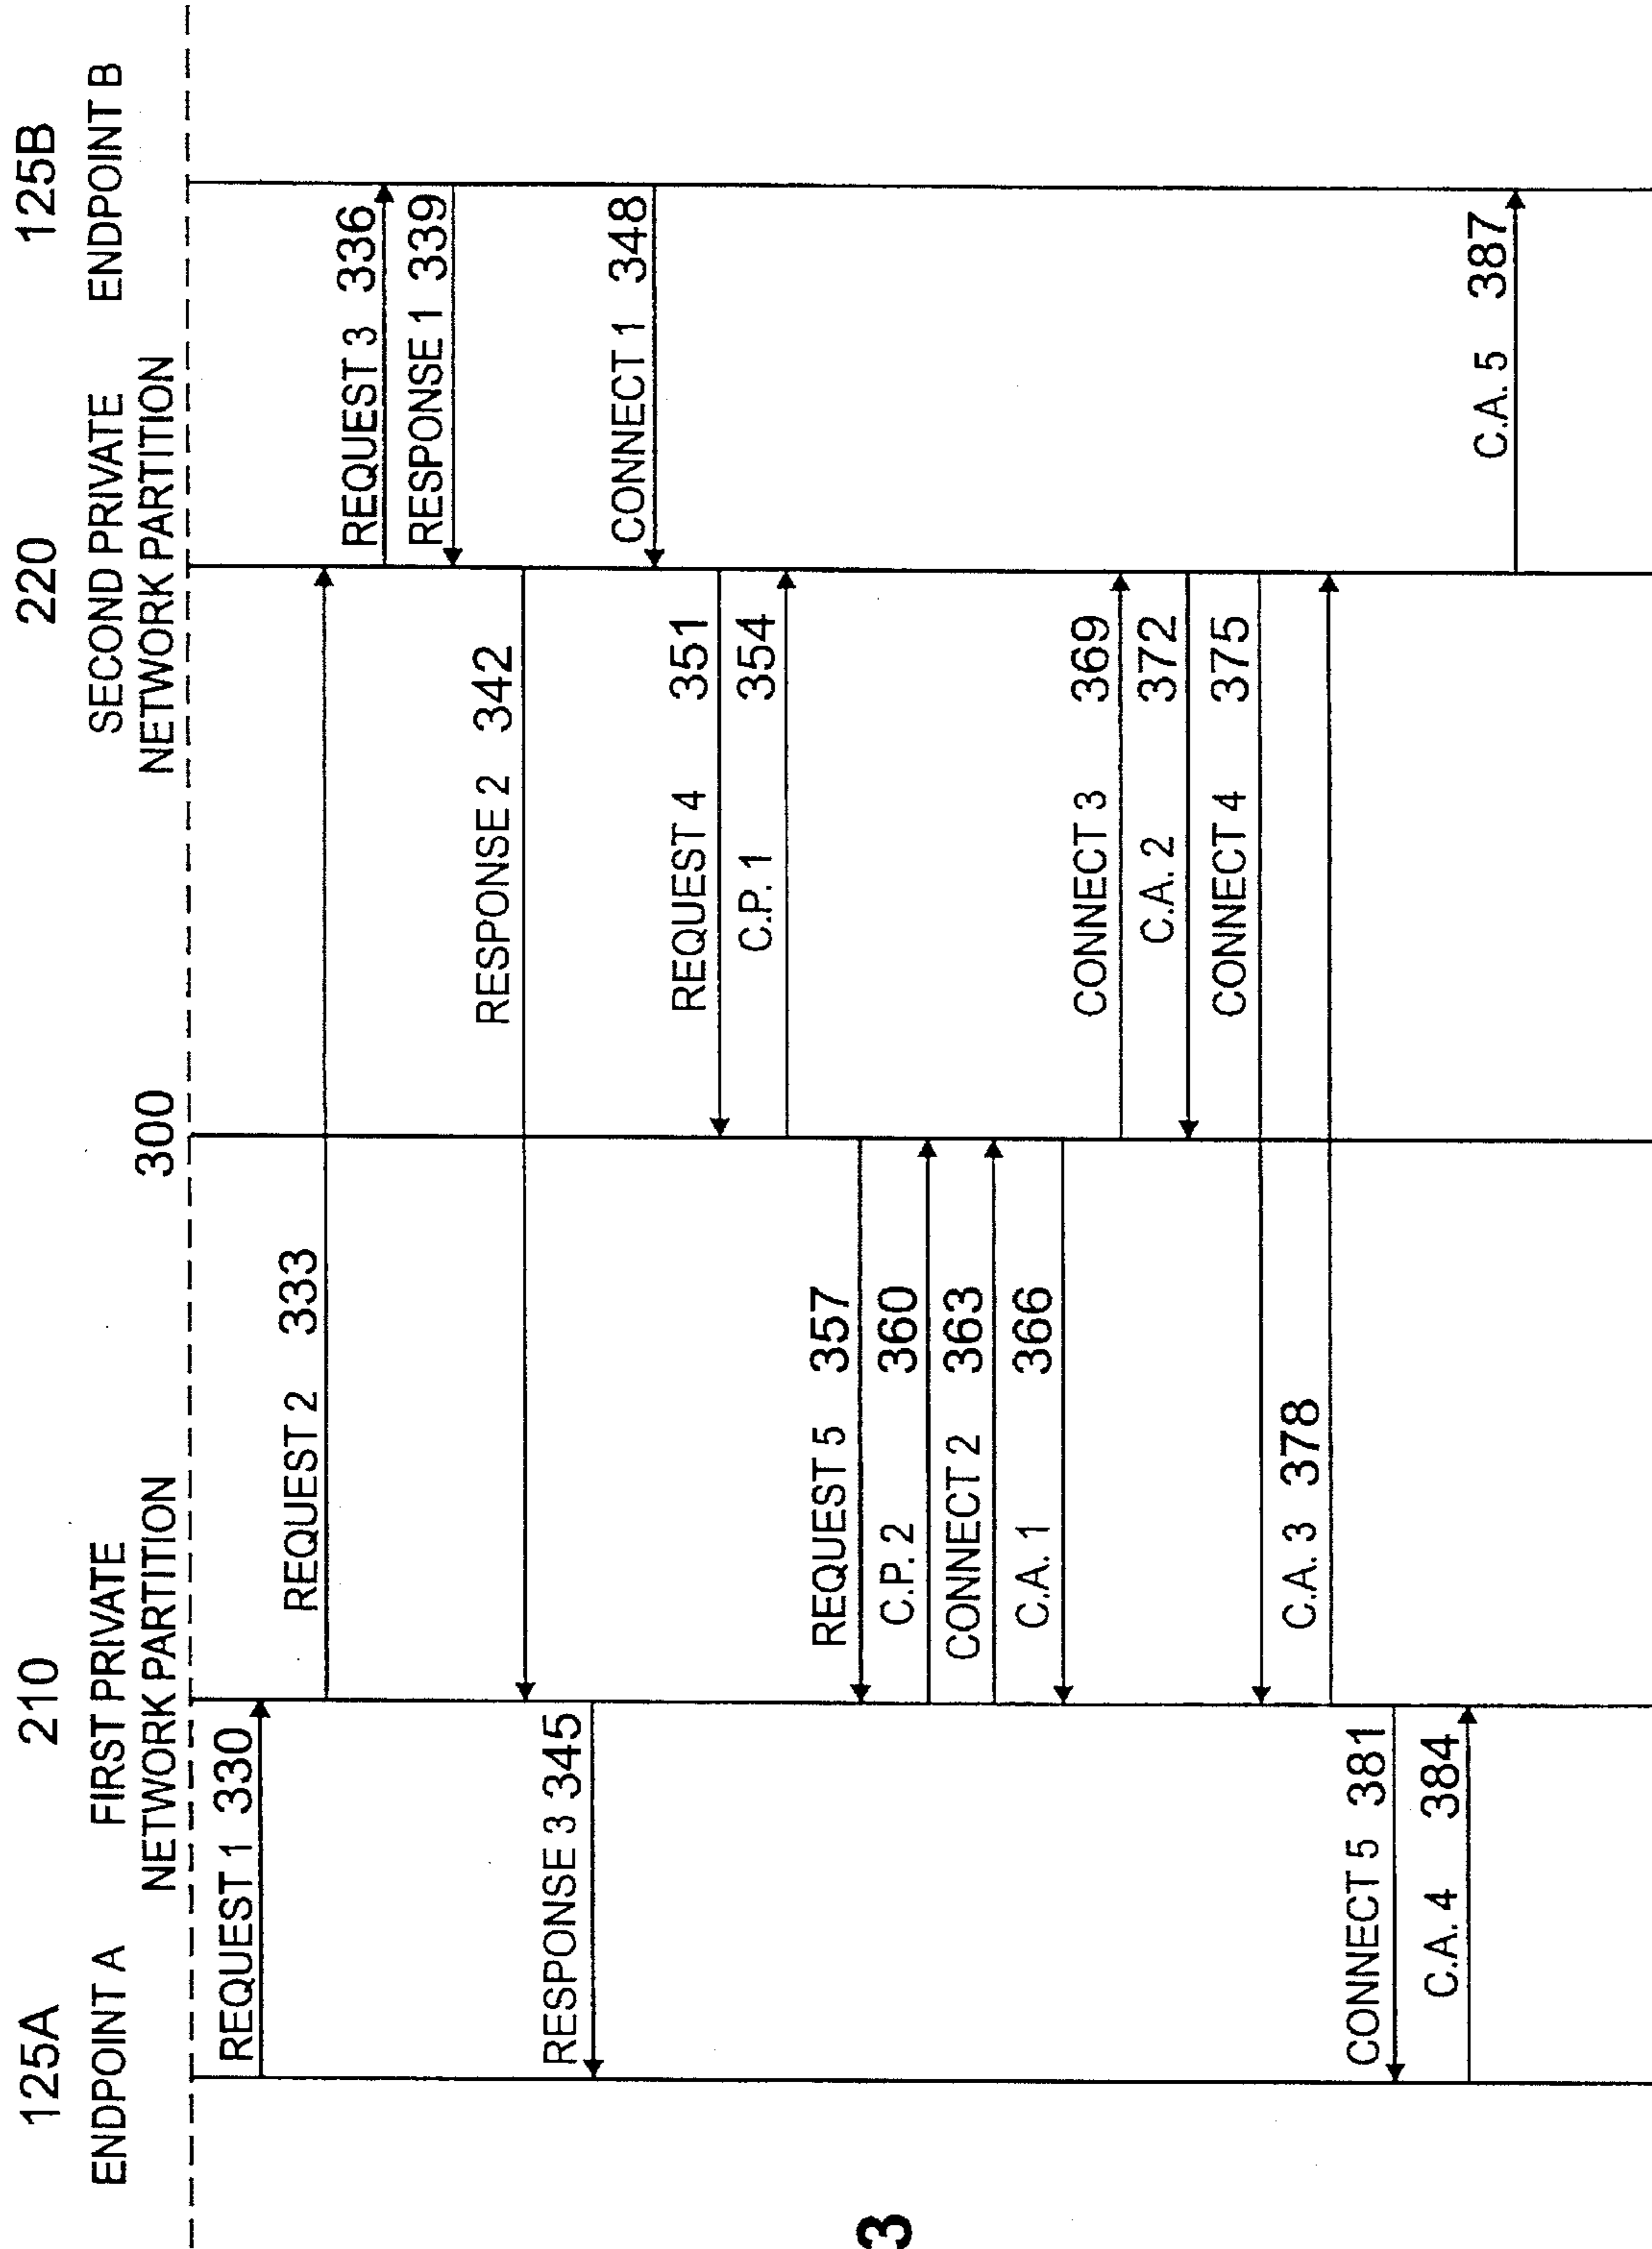 125A
210
300
220
125B
ENDPOINT A
FIRST PRIVATE
NETWORK PARTITION
SECOND PRIVATE
NETWORK PARTITION
ENDPOINT B
REQUEST 1 330
REQUEST 2 333
REQUEST 3 336
RESPONSE 1 339
RESPONSE 2 342
RESPONSE 3 345
CONNECT 1 348
REQUEST 4 351
C.P. 1 354
REQUEST 5 357
C.P. 2 360
CONNECT 2 363
C.A. 1 366
CONNECT 3 369
C.A. 2 372
CONNECT 4 375
C.A. 3 378
CONNECT 5 381
C.A. 4 384
C.A. 5 387
3